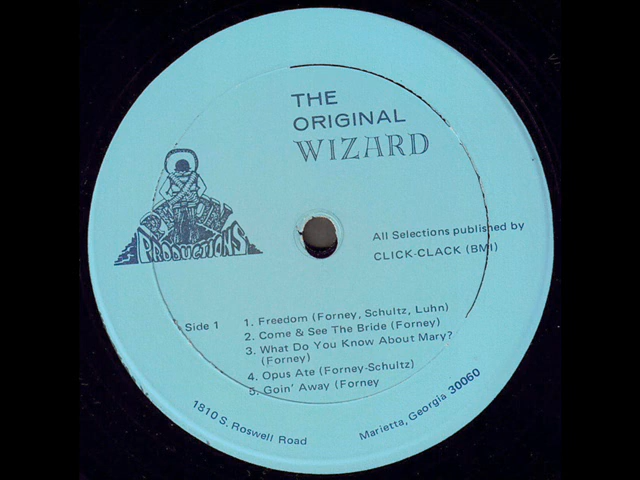 THE
ORIGINAL
WIZARD
PRODUCTIONS
All Selections published by
CLICK-CLACK (BMI)
Side 1
1. Freedom (Forney, Schultz, Luhn)
2. Come & See The Bride (Forney)
3. What Do You Know About Mary?
(Forney)
4. Opus Ate (Forney-Schultz)
5. Goin' Away (Forney
1810 S. Roswell Road
Marietta, Georgia 30060